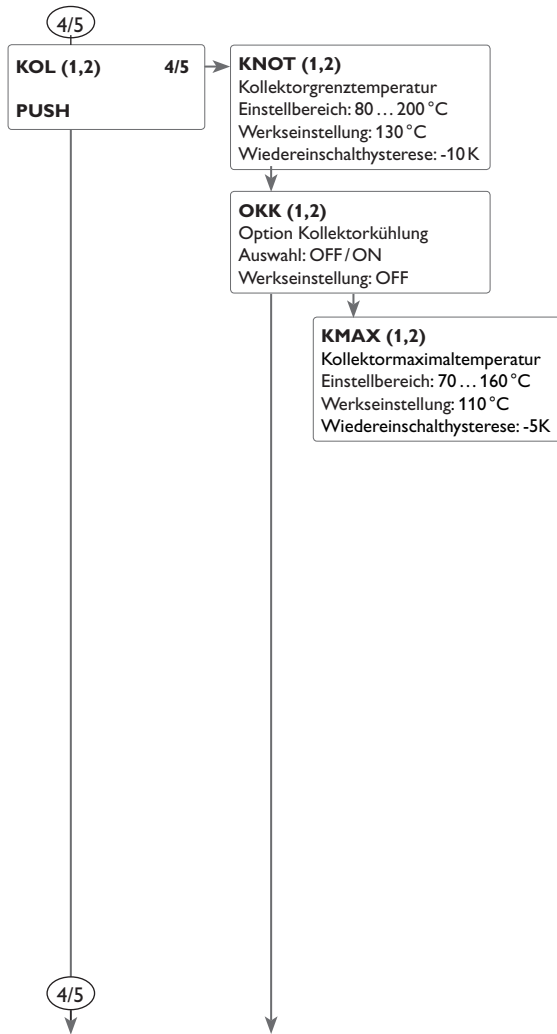 4/5
KOL (1,2) 4/5
PUSH
KNOT (1,2)
Kollektorgrenztemperatur
Einstellbereich: 80 … 200 °C
Werkseinstellung: 130 °C
Wiedereinschalthysterese: -10 K
OKK (1,2)
Option Kollektorkühlung
Auswahl: OFF / ON
Werkseinstellung: OFF
KMAX (1,2)
Kollektormaximaltemperatur
Einstellbereich: 70 … 160 °C
Werkseinstellung: 110 °C
Wiedereinschalthysterese: -5K
4/5